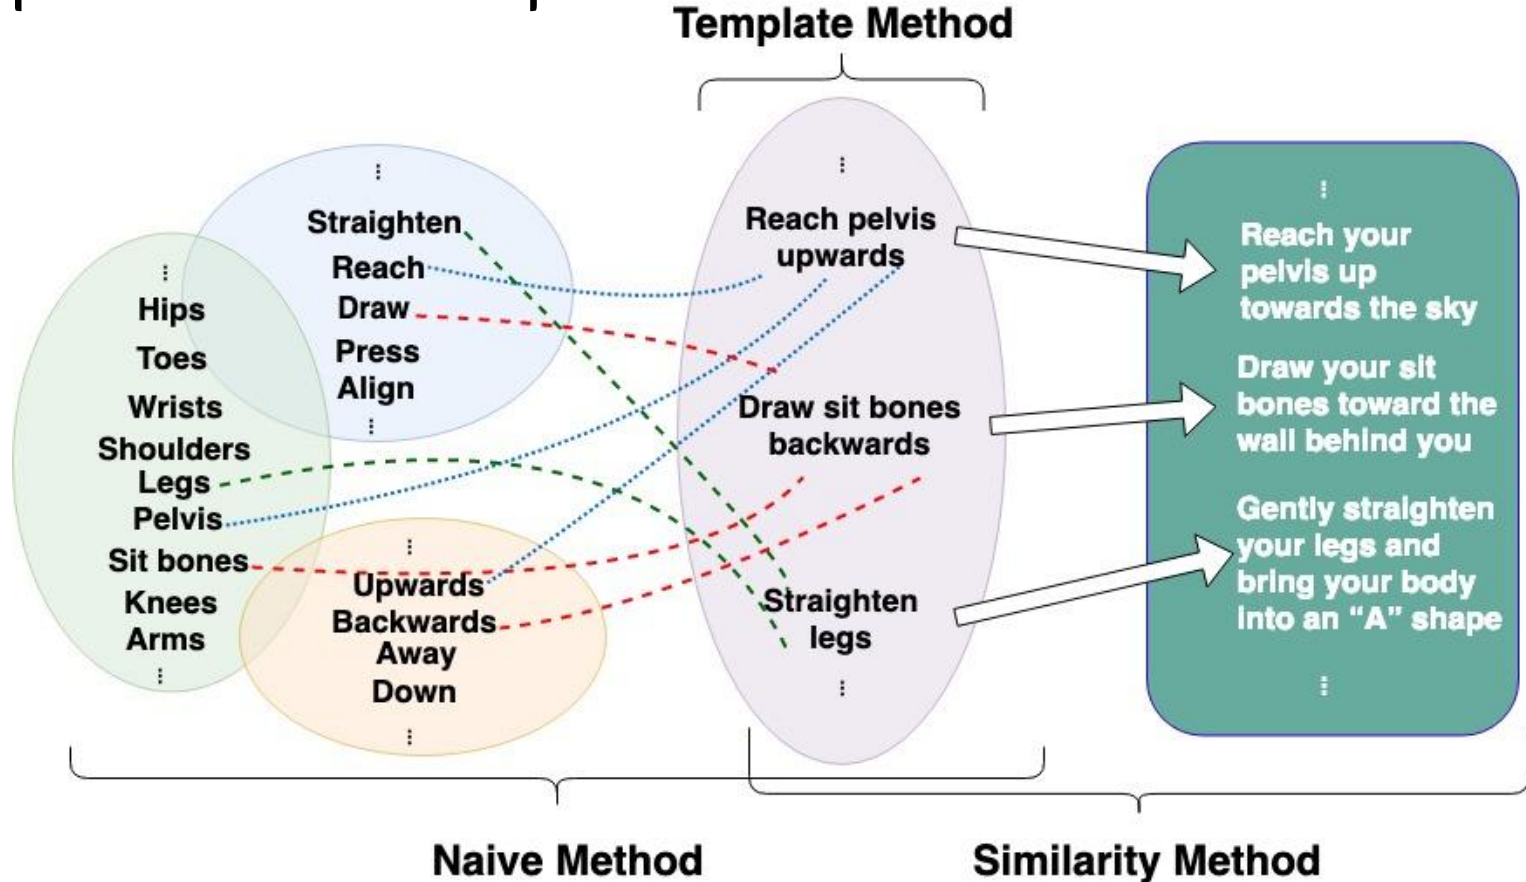 Template Method
Straighten
Reach
Draw
Press
Align
Hips
Toes
Wrists
Shoulders
Legs
Pelvis
Sit bones
Knees
Arms
Upwards
Backwards
Away
Down
Reach pelvis
upwards
Draw sit bones
backwards
Straighten
legs
Reach your
pelvis up
towards the sky
Draw your sit
bones toward the
wall behind you
Gently straighten
your legs and
bring your body
into an “A” shape
Naive Method
Similarity Method